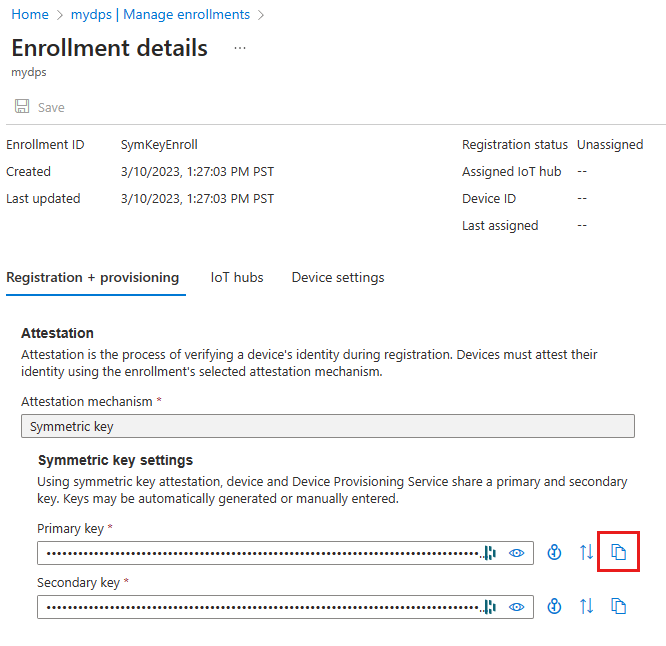 Home > mydps | Manage enrollments >
Enrollment details ...
mydps
Save
Enrollment ID SymKeyEnroll Registration status Unassigned
Created 3/10/2023, 1:27:03 PM PST Assigned IoT hub --
Last updated 3/10/2023, 1:27:03 PM PST Device ID --
Last assigned --
Registration + provisioning IoT hubs Device settings
Attestation
Attestation is the process of verifying a device's identity during registration. Devices must attest their
identity using the enrollment's selected attestation mechanism.
Attestation mechanism *
Symmetric key
Symmetric key settings
Using symmetric key attestation, device and Device Provisioning Service share a primary and secondary
key. Keys may be automatically generated or manually entered.
Primary key *
Secondary key *